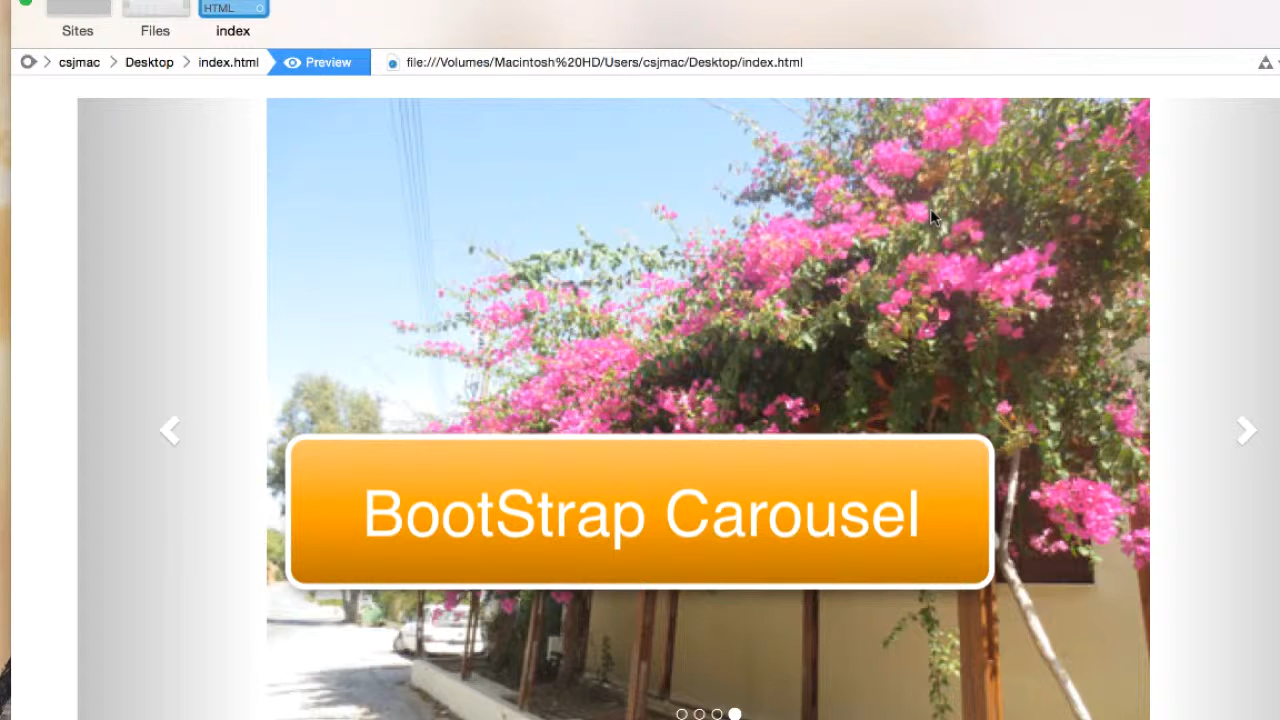 HTML
Sites Files index
csjmac Desktop index.html Preview file:///Volumes/Macintosh%20HD/Users/csjmac/Desktop/index.html
BootStrap Carousel